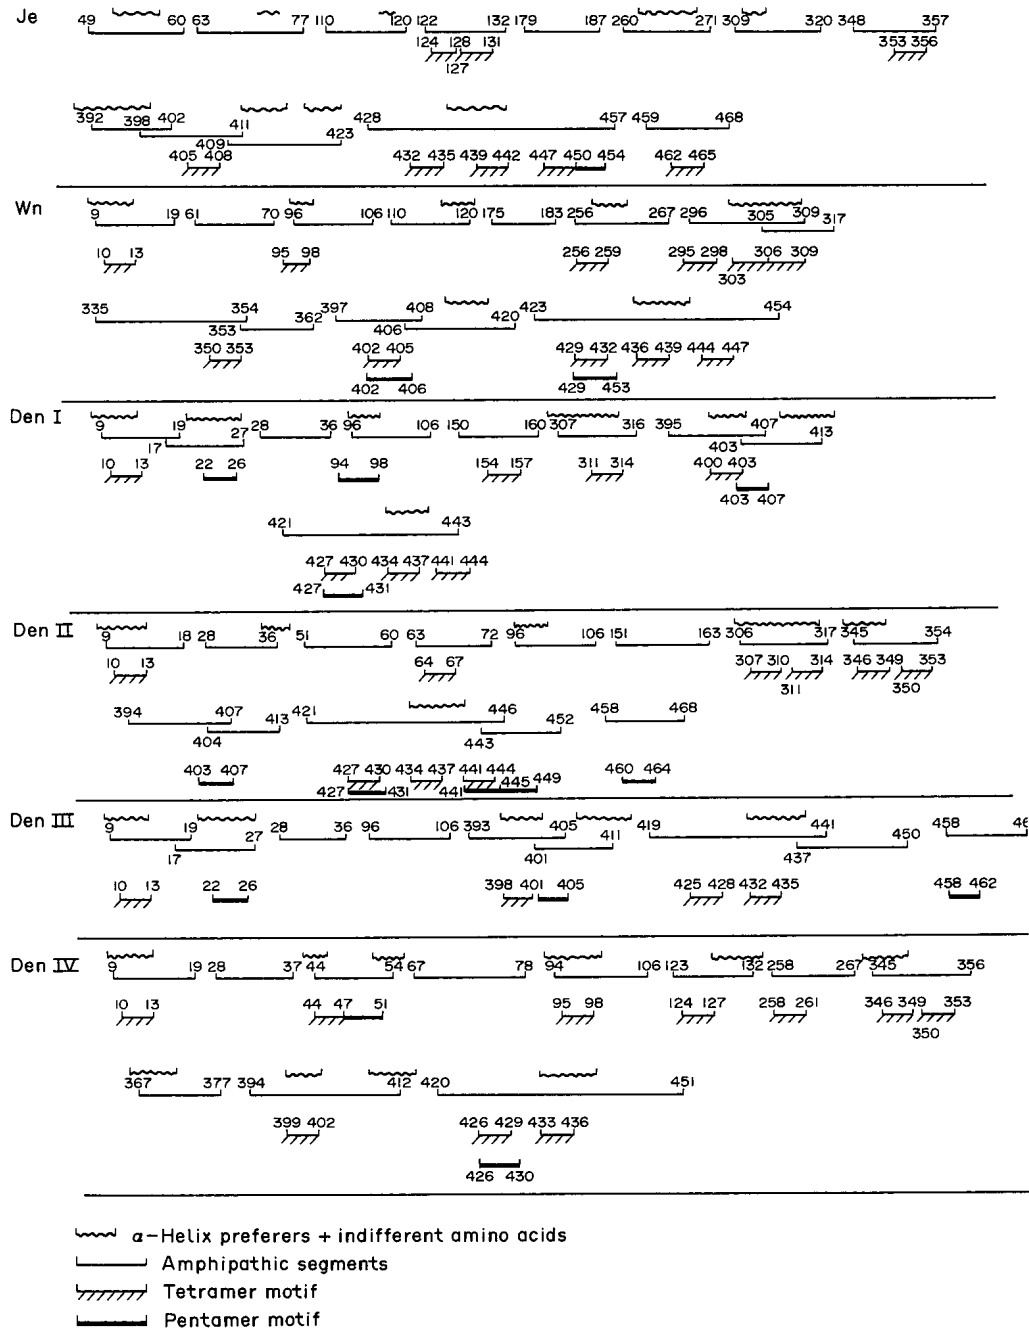 Je
49 60 63 77 110 120 122 132 179 187 260 271 309 320 348 357
124 128 131 353 356
127
392 398 402 411 428 457 459 468
409 423
405 408 432 435 439 442 447 450 454 462 465
Wn
9 19 61 70 96 106 110 120 175 183 256 267 296 305 309 317
10 13 95 98 256 259 295 298 306 309
303
335 354 362 397 408 420 423 454
353 406
350 353 402 405 429 432 436 439 444 447
402 406 429 453
Den I
9 19 27 28 36 96 106 150 160 307 316 395 407 413
17 403
10 13 22 26 94 98 154 157 311 314 400 403
403 407
421 443
427 430 434 437 441 444
427 431
Den II
9 18 28 36 51 60 63 72 96 106 151 163 306 317 345 354
10 13 64 67 307 310 314 346 349 353
311 350
394 407 413 421 446 452 458 468
404 443
403 407 427 430 434 437 441 444 445 449 460 464
427 431 441
Den III
9 19 27 28 36 96 106 393 405 411 419 441 450 458 46
17 401 437
10 13 22 26 398 401 405 425 428 432 435 458 462
Den IV
9 19 28 37 44 54 67 78 94 106 123 132 258 267 345 356
10 13 44 47 51 95 98 124 127 258 261 346 349 353
350
367 377 394 412 420 451
399 402 426 429 433 436
426 430
α-Helix preferers + indifferent amino acids
Amphipathic segments
Tetramer motif
Pentamer motif